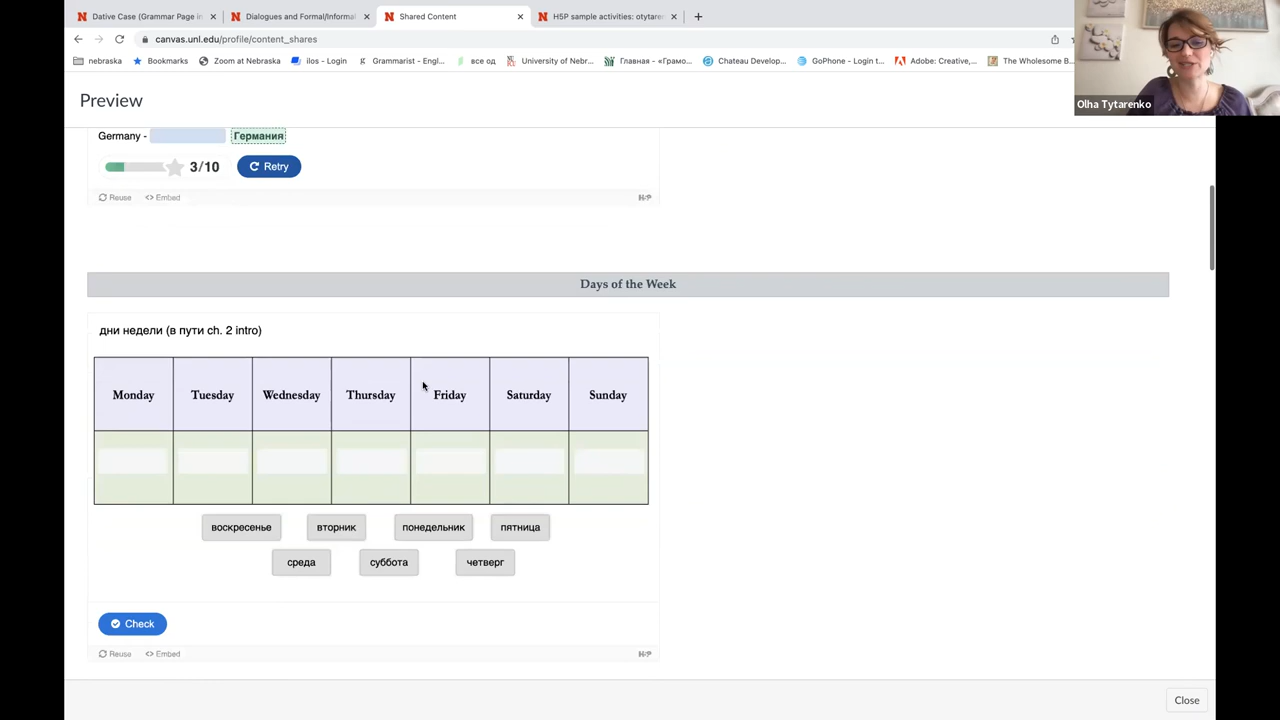 Dative Case (Grammar Page in
Dialogues and Formal/Informal
Shared Content
H5P sample activities: otytare
canvas.unl.edu/profile/content_shares
nebraska
Bookmarks
Zoom at Nebraska
ilos - Login
Grammarist - Engl...
все од
University of Nebr...
Главная - «Грамо...
Chateau Develop...
GoPhone - Login t...
Adobe: Creative,...
The Wholesome B...
Olha Tytarenko
Preview
Germany - Германия
3/10 Retry
Reuse <> Embed H5P
Days of the Week
дни недели (в пути ch. 2 intro)
Monday Tuesday Wednesday Thursday Friday Saturday Sunday
воскресенье вторник понедельник пятница
среда суббота четверг
Check
Reuse <> Embed H5P
Close